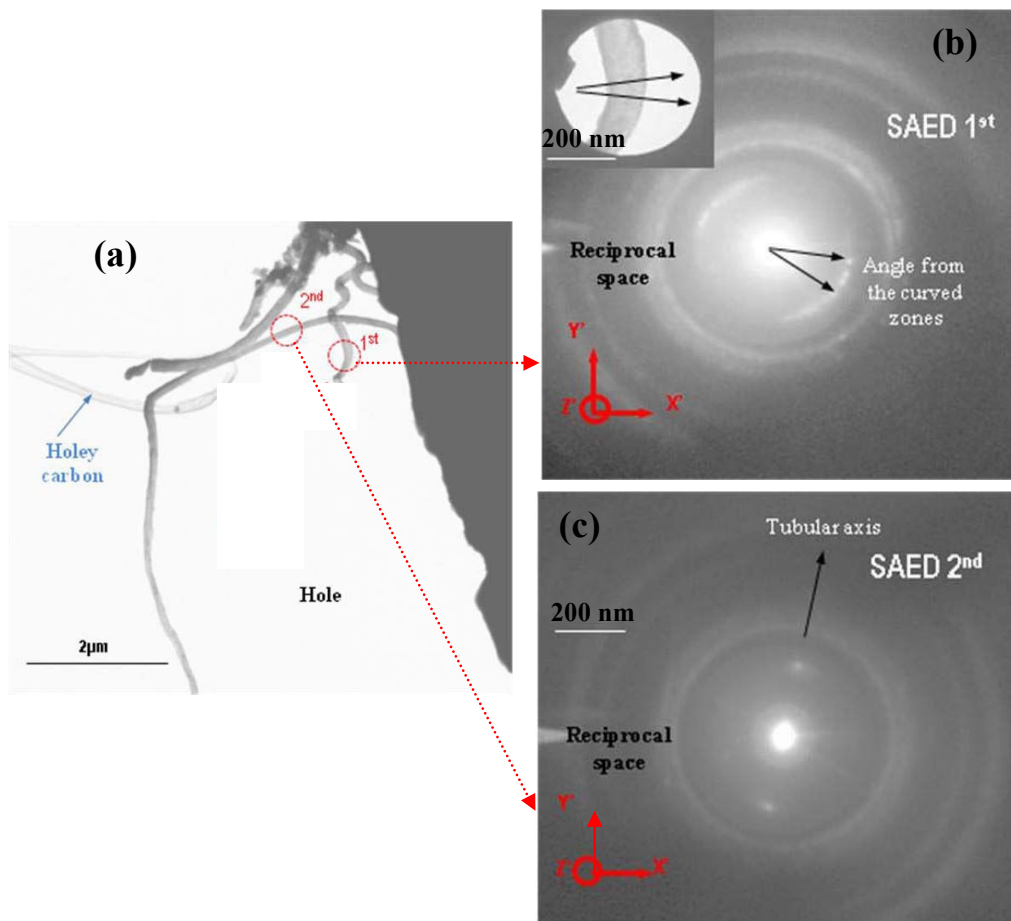 (a)
2nd
1st
Holey
carbon
Hole
2µm
(b)
200 nm
SAED 1st
Reciprocal
space
Angle from
the curved
zones
Y'
Z'
X'
(c)
Tubular axis
SAED 2nd
200 nm
Reciprocal
space
Y'
Z'
X'